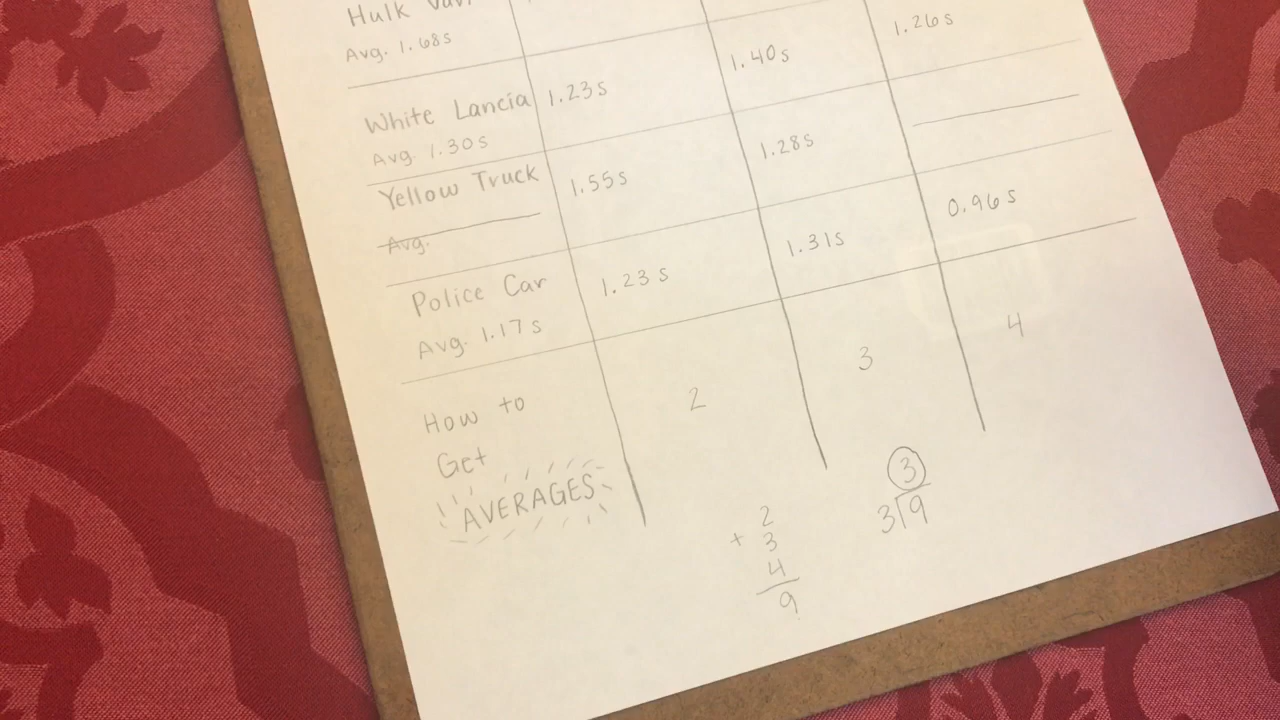 Hulk
Avg. 1.68s
White Lancia 1.23s 1.40s 1.26s
Avg. 1.30s
Yellow Truck 1.55s 1.28s
Avg.
Police Car 1.23s 1.31s 0.96s
Avg. 1.17s
How to 2 3 4
Get
AVERAGES
2
+ 3
4
9
3
3 9